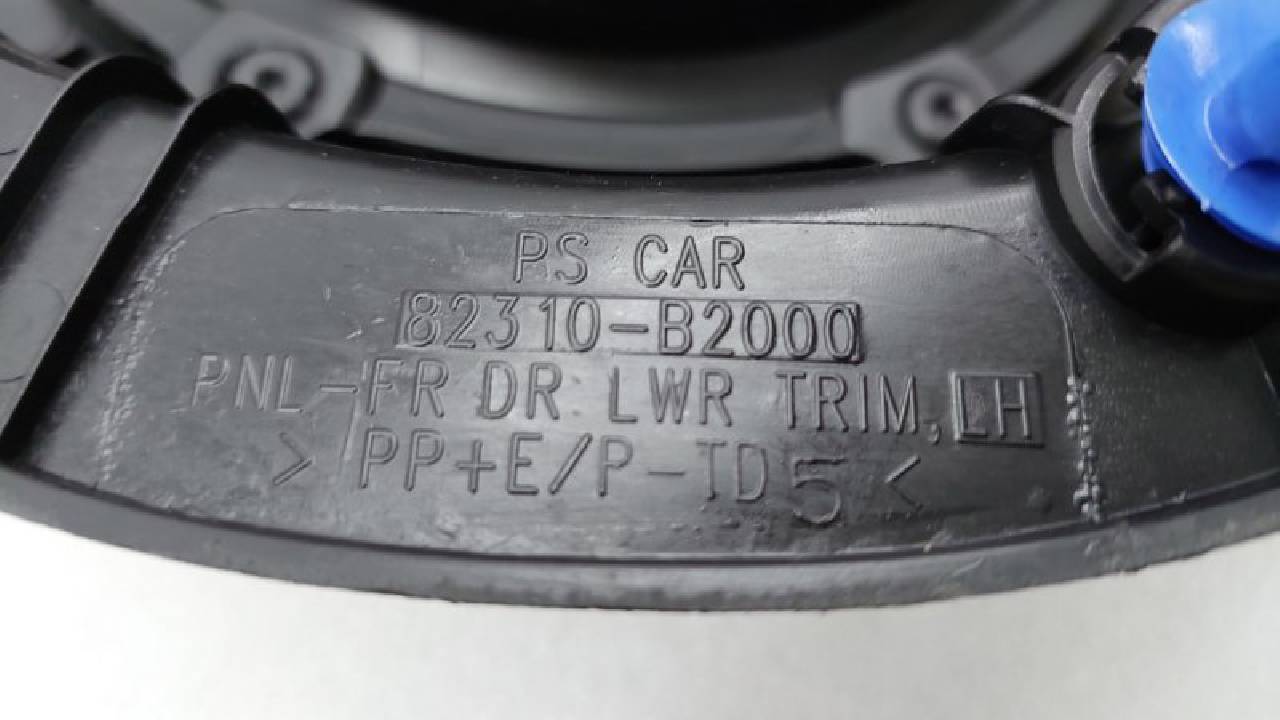 PS CAR
82310-B2000
PNL-FR DR LWR TRIM, LH
> PP+E/P-TD5 <